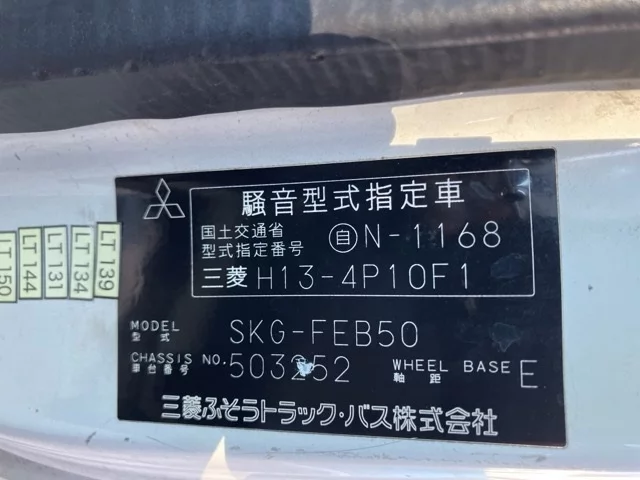 騒音型式指定車
国土交通省
型式指定番号 自N-1168
三菱 H13-4P10F1
MODEL
型式 SKG-FEB50
CHASSIS NO.
車台番号 503252
WHEEL BASE
軸距 E
三菱ふそうトラック・バス株式会社
LT 150
LT 144
LT 131
LT 134
LT 139